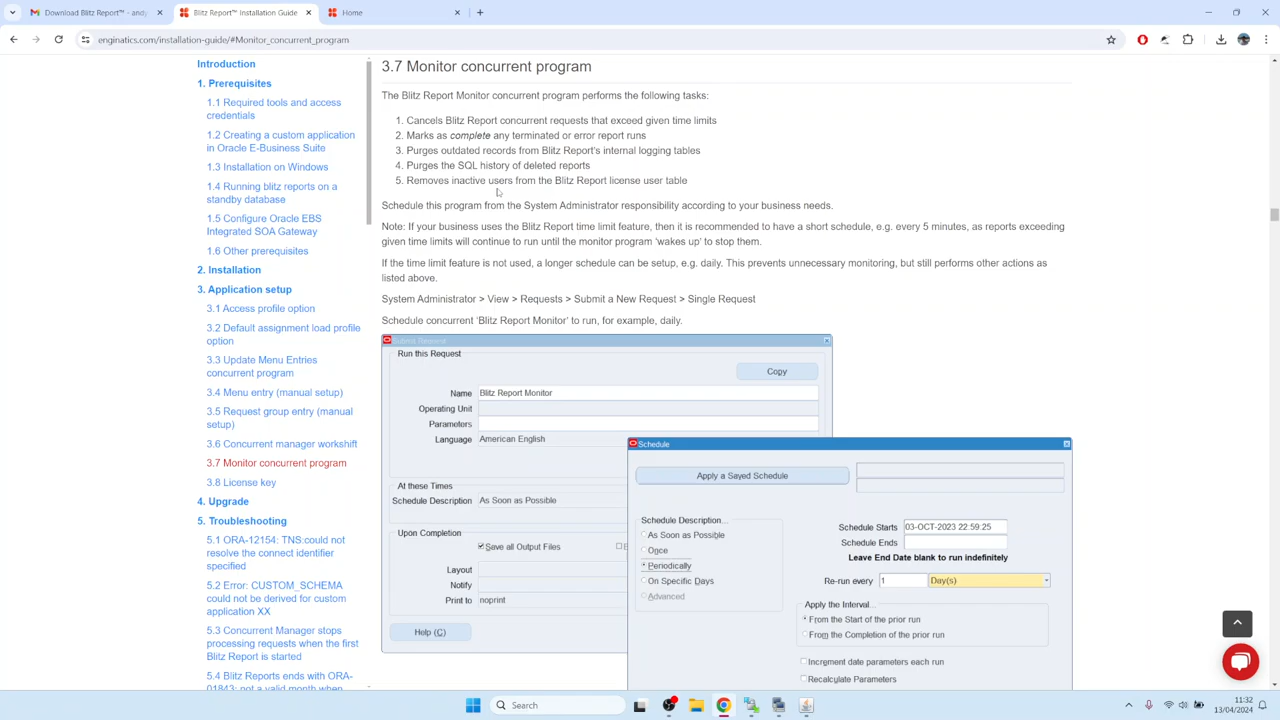 Download Blitz Report™ - andy
Blitz Report™ Installation Guide
Home
enginatics.com/installation-guide/#Monitor_concurrent_program
Introduction
1. Prerequisites
1.1 Required tools and access
credentials
1.2 Creating a custom application
in Oracle E-Business Suite
1.3 Installation on Windows
1.4 Running blitz reports on a
standby database
1.5 Configure Oracle EBS
Integrated SOA Gateway
1.6 Other prerequisites
2. Installation
3. Application setup
3.1 Access profile option
3.2 Default assignment load profile
option
3.3 Update Menu Entries
concurrent program
3.4 Menu entry (manual setup)
3.5 Request group entry (manual
setup)
3.6 Concurrent manager workshift
3.7 Monitor concurrent program
3.8 License key
4. Upgrade
5. Troubleshooting
5.1 ORA-12154: TNS:could not
resolve the connect identifier
specified
5.2 Error: CUSTOM_SCHEMA
could not be derived for custom
application XX
5.3 Concurrent Manager stops
processing requests when the first
Blitz Report is started
5.4 Blitz Reports ends with ORA-
01843: not a valid month when
3.7 Monitor concurrent program
The Blitz Report Monitor concurrent program performs the following tasks:
1. Cancels Blitz Report concurrent requests that exceed given time limits
2. Marks as complete any terminated or error report runs
3. Purges outdated records from Blitz Report's internal logging tables
4. Purges the SQL history of deleted reports
5. Removes inactive users from the Blitz Report license user table
Schedule this program from the System Administrator responsibility according to your business needs.
Note: If your business uses the Blitz Report time limit feature, then it is recommended to have a short schedule, e.g. every 5 minutes, as reports exceeding
given time limits will continue to run until the monitor program 'wakes up' to stop them.
If the time limit feature is not used, a longer schedule can be setup, e.g. daily. This prevents unnecessary monitoring, but still performs other actions as
listed above.
System Administrator > View > Requests > Submit a New Request > Single Request
Schedule concurrent 'Blitz Report Monitor' to run, for example, daily.
Submit Request
Run this Request
Copy
Name Blitz Report Monitor
Operating Unit
Parameters
Language American English
At these Times
Schedule Description As Soon as Possible
Upon Completion
Save all Output Files
Layout
Notify
Print to noprint
Help (C)
Schedule
Apply a Saved Schedule
Schedule Description...
As Soon as Possible
Once
Periodically
On Specific Days
Advanced
Schedule Starts 03-OCT-2023 22:59:25
Schedule Ends
Leave End Date blank to run indefinitely
Re-run every 1 Day(s)
Apply the Interval...
From the Start of the prior run
From the Completion of the prior run
Increment date parameters each run
Recalculate Parameters
Search
11:32
13/04/2024